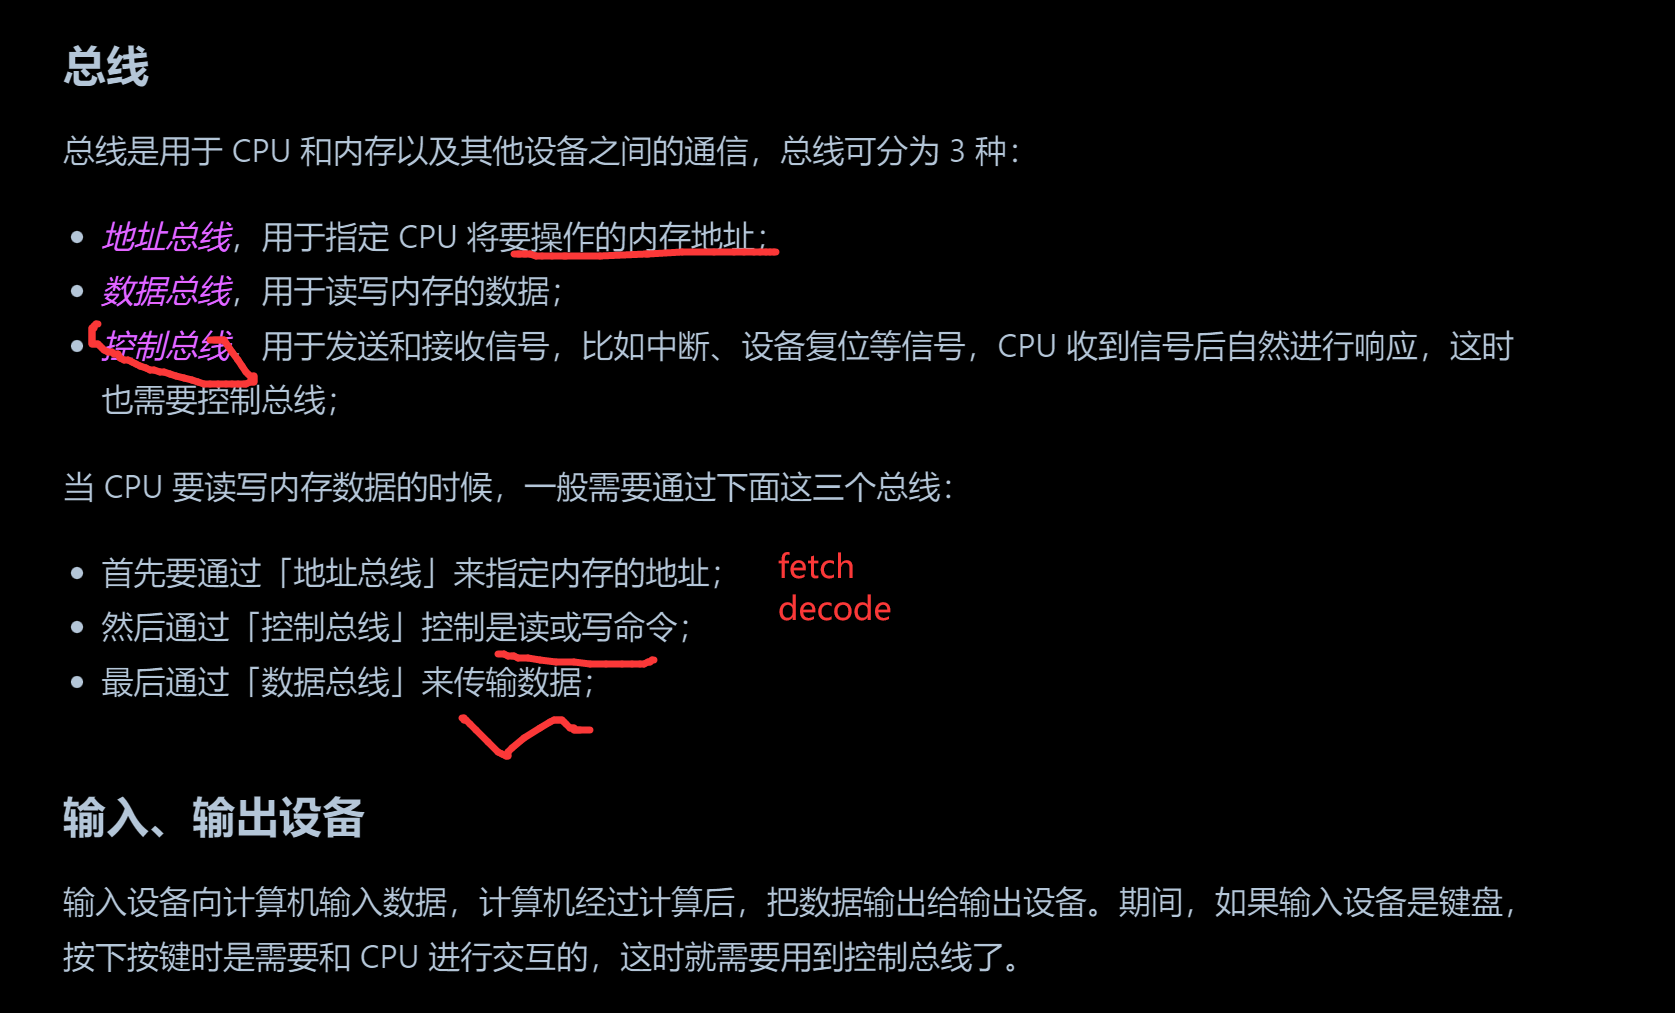 总线
总线是用于 CPU 和内存以及其他设备之间的通信，总线可分为 3 种：
地址总线，用于指定 CPU 将要操作的内存地址；
数据总线，用于读写内存的数据；
控制总线，用于发送和接收信号，比如中断、设备复位等信号，CPU 收到信号后自然进行响应，这时
也需要控制总线；
当 CPU 要读写内存数据的时候，一般需要通过下面这三个总线：
首先要通过「地址总线」来指定内存的地址；
fetch
然后通过「控制总线」控制是读或写命令；
decode
最后通过「数据总线」来传输数据；
输入、输出设备
输入设备向计算机输入数据，计算机经过计算后，把数据输出给输出设备。期间，如果输入设备是键盘，
按下按键时是需要和 CPU 进行交互的，这时就需要用到控制总线了。